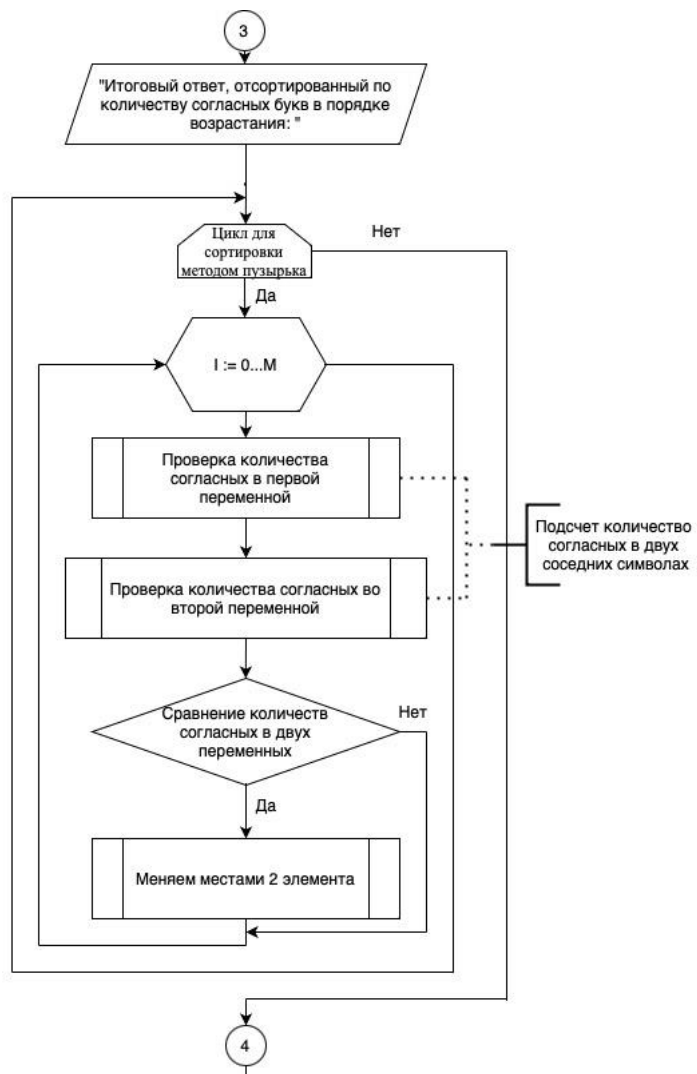 3
"Итоговый ответ, отсортированный по
количеству согласных букв в порядке
возрастания: "
Цикл для
сортировки
методом пузырька
Нет
Да
I := 0...M
Проверка количества
согласных в первой
переменной
Подсчет количество
согласных в двух
соседних символах
Проверка количества согласных во
второй переменной
Сравнение количеств
согласных в двух
переменных
Нет
Да
Меняем местами 2 элемента
4